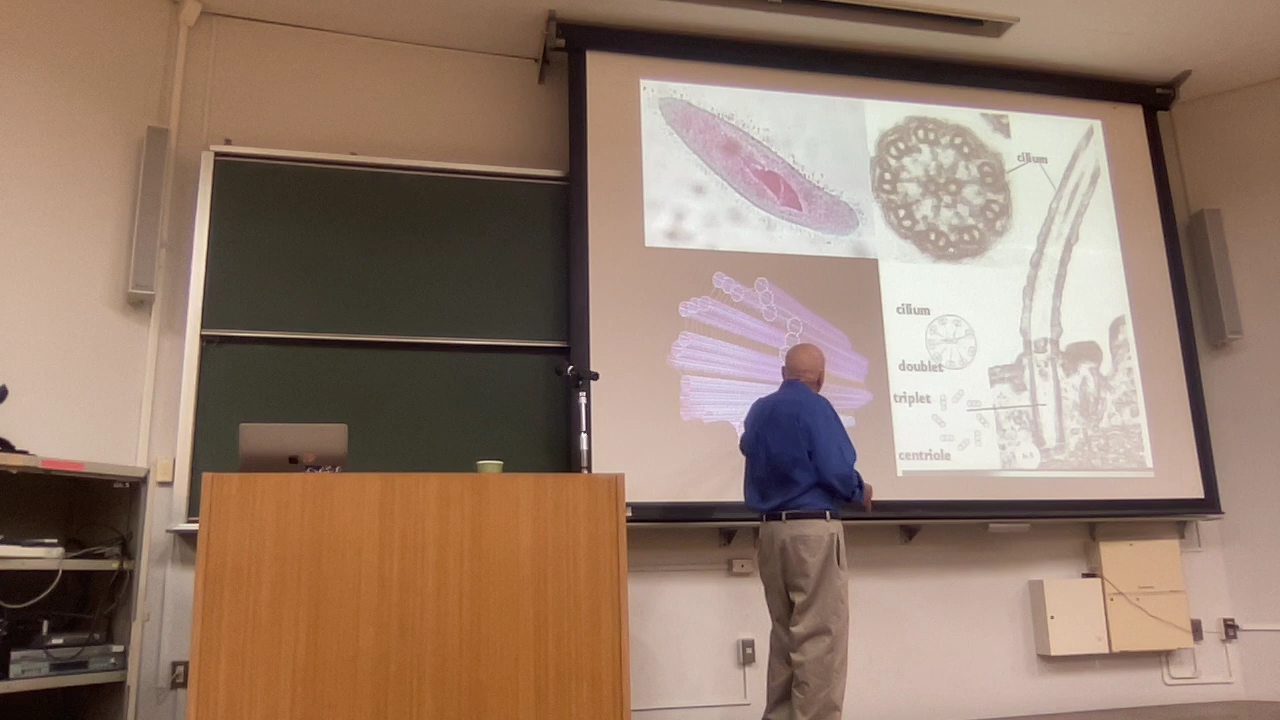 cilium
cilium
doublet
triplet
centriole